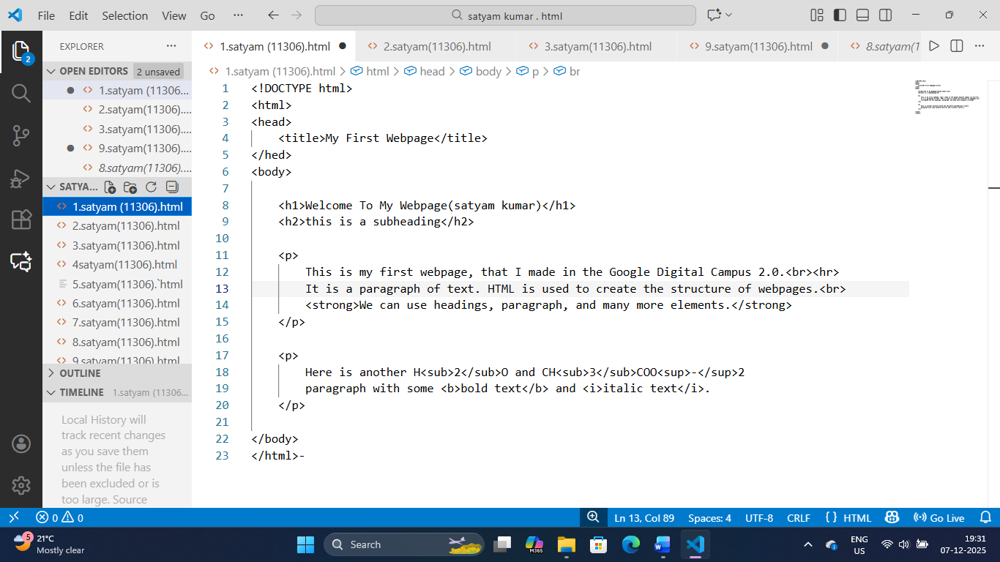 File Edit Selection View Go ··· satyam kumar . html
EXPLORER ···
OPEN EDITORS 2 unsaved
1.satyam (11306...
2.satyam(11306)....
3.satyam(11306)....
9.satyam(11306)....
8.satyam(11306)....
SATYA...
1.satyam (11306).html
2.satyam(11306).html
3.satyam(11306).html
4satyam(11306).html
5.satyam(11306).`html
6.satyam(11306).html
7.satyam(11306).html
8.satyam(11306).html
9.satyam(11306).html
OUTLINE
TIMELINE 1.satyam (11306...
Local History will
track recent changes
as you save them
unless the file has
been excluded or is
too large. Source
1.satyam (11306).html 2.satyam(11306).html 3.satyam(11306).html 9.satyam(11306).html 8.satyam(1 ···
1.satyam (11306).html > html > head > body > p > br
1 <!DOCTYPE html>
2 <html>
3 <head>
4 <title>My First Webpage</title>
5 </hed>
6 <body>
7
8 <h1>Welcome To My Webpage(satyam kumar)</h1>
9 <h2>this is a subheading</h2>
10
11 <p>
12 This is my first webpage, that I made in the Google Digital Campus 2.0.<br><hr>
13 It is a paragraph of text. HTML is used to create the structure of webpages.<br>
14 <strong>We can use headings, paragraph, and many more elements.</strong>
15 </p>
16
17 <p>
18 Here is another H<sub>2</sub>O and CH<sub>3</sub>COO<sup>-</sup>2
19 paragraph with some <b>bold text</b> and <i>italic text</i>.
20 </p>
21
22 </body>
23 </html>-
2
0 0 Ln 13, Col 89 Spaces: 4 UTF-8 CRLF { } HTML Go Live
5 21°C
Mostly clear
Search
M365
ENG
US
19:31
07-12-2025